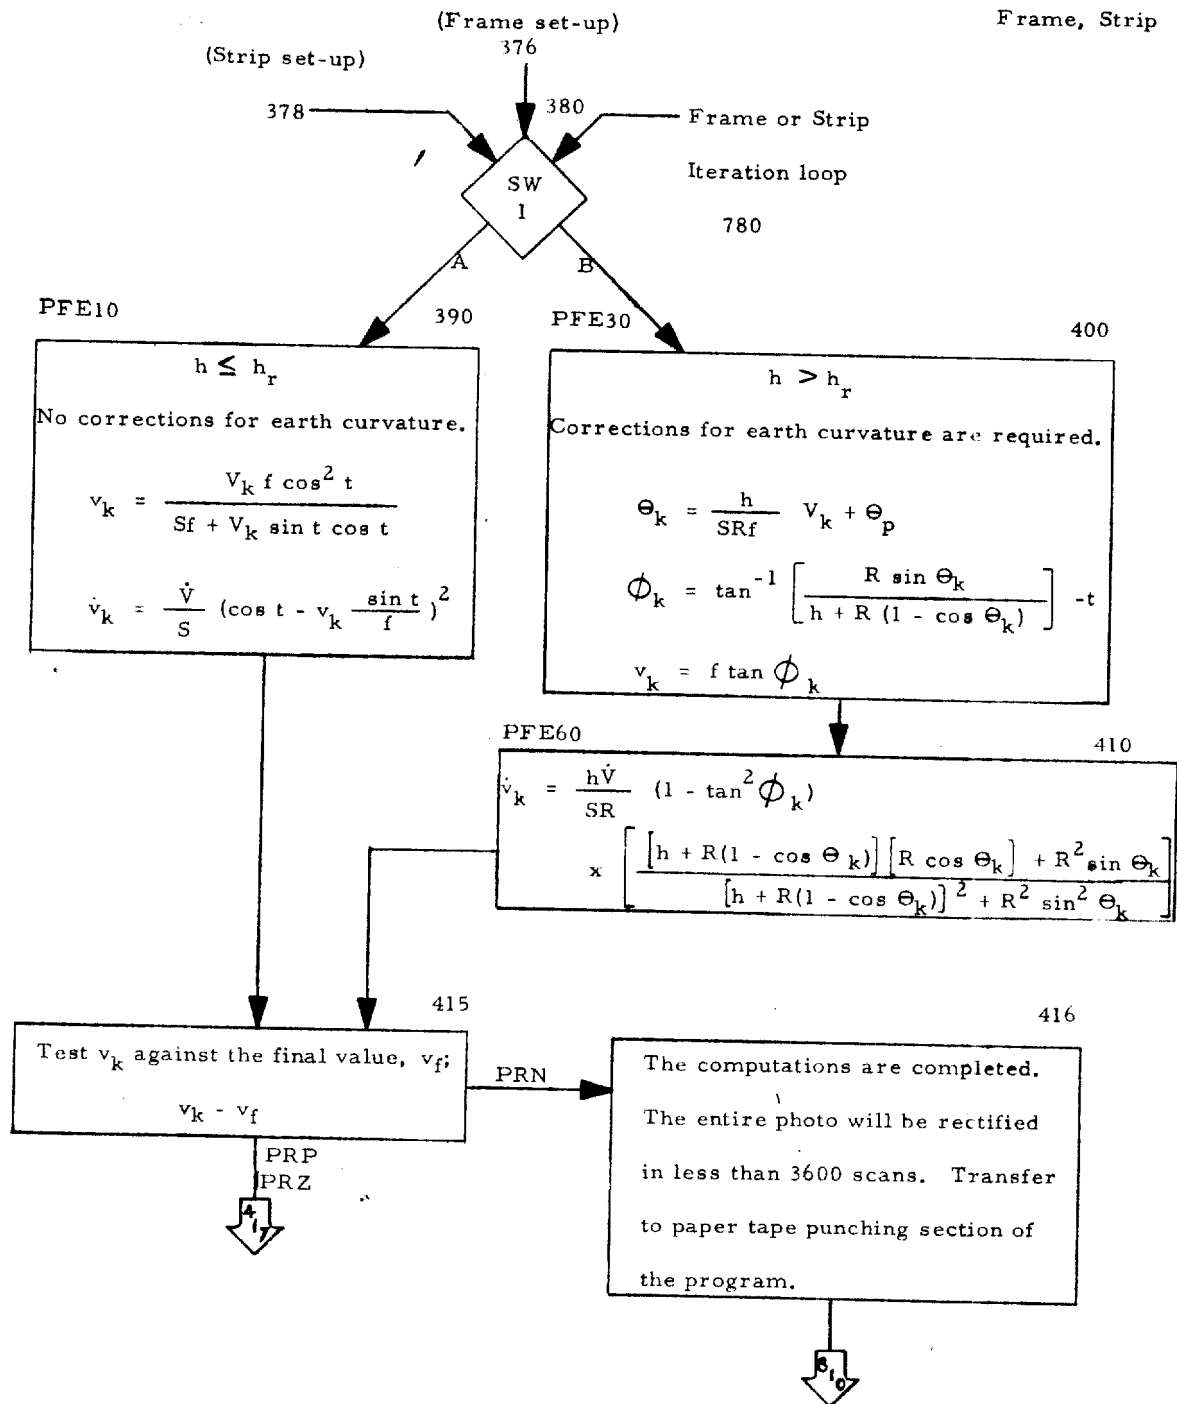 (Frame set-up)
Frame, Strip
376
(Strip set-up)
378
380
Frame or Strip
Iteration loop
780
SW
1
A
B
PFE10
390
h ≤ h_r
No corrections for earth curvature.
v_k = V_k f cos² t / Sf + V_k sin t cos t
v̇_k = V̇ / S (cos t - v_k sin t / f)²
PFE30
400
h > h_r
Corrections for earth curvature are required.
Θ_k = h / SRf V_k + Θ_p
ϕ_k = tan⁻¹ [R sin Θ_k / h + R (1 - cos Θ_k)] -t
v_k = f tan ϕ_k
PFE60
410
v̇_k = hV̇ / SR (1 - tan² ϕ_k)
x [[h + R(1 - cos Θ_k)] [R cos Θ_k] + R² sin Θ_k / [h + R(1 - cos Θ_k)]² + R² sin² Θ_k]
415
Test v_k against the final value, v_f;
v_k - v_f
PRN
PRP
PRZ
417
416
The computations are completed.
The entire photo will be rectified
in less than 3600 scans. Transfer
to paper tape punching section of
the program.
810